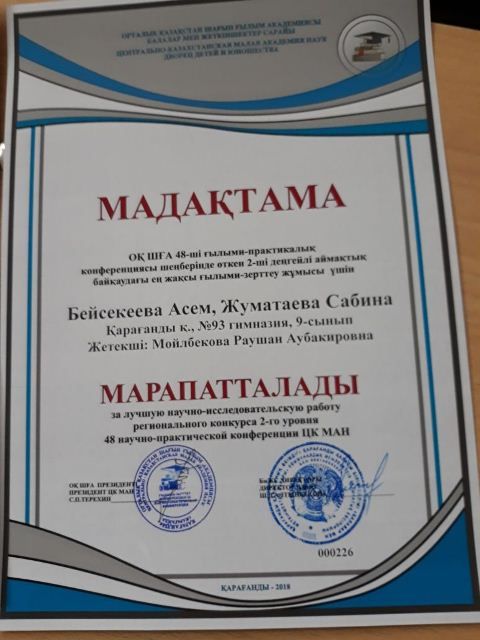 ОРТАЛЫҚ ҚАЗАҚСТАН ШАҒЫН ҒЫЛЫМ АКАДЕМИЯСЫ
БАЛАЛАР МЕН ЖЕТКІНШЕКТЕР САРАЙЫ
ЦЕНТРАЛЬНО-КАЗАХСТАНСКАЯ МАЛАЯ АКАДЕМИЯ НАУК
ДВОРЕЦ ДЕТЕЙ И ЮНОШЕСТВА
МАДАҚТАМА
ОҚ ШҒА 48-ші ғылыми-практикалық
конференциясы шеңберінде өткен 2-ші деңгейлі аймақтық
байқаудағы ең жақсы ғылыми-зерттеу жұмысы үшін
Бейсекеева Асем, Жуматаева Сабина
Қарағанды қ., №93 гимназия, 9-сынып
Жетекші: Мойлбекова Раушан Аубакировна
МАРАПАТТАЛАДЫ
за лучшую научно-исследовательскую работу
регионального конкурса 2-го уровня
48 научно-практической конференции ЦК МАН
ОҚ ШҒА ПРЕЗИДЕНТІ
ПРЕЗИДЕНТ ЦК МАН
С.П.ТЕРЕХИН
000226
ҚАРАҒАНДЫ - 2018